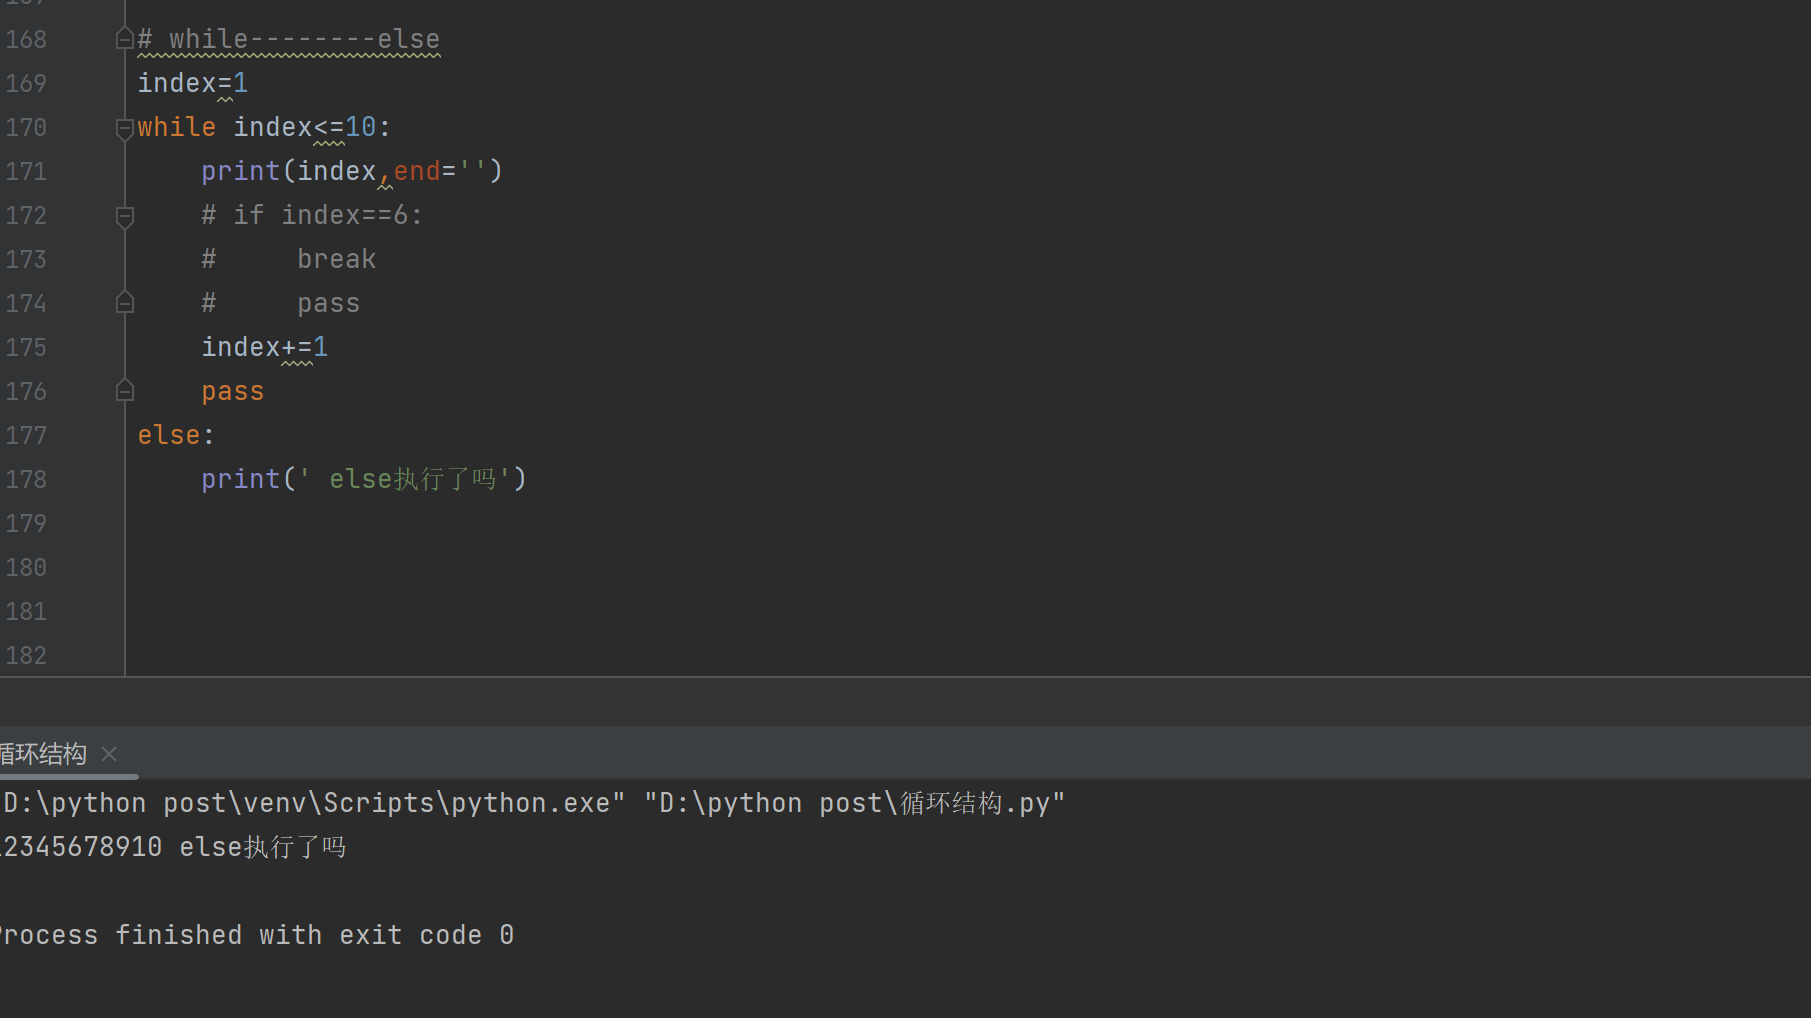 168 # while--------else
169 index=1
170 while index<=10:
171     print(index,end='')
172     # if index==6:
173     #     break
174     #     pass
175     index+=1
176     pass
177 else:
178     print(' else执行了吗')
179
180
181
182
循环结构
D:\python post\venv\Scripts\python.exe" "D:\python post\循环结构.py"
12345678910 else执行了吗
Process finished with exit code 0